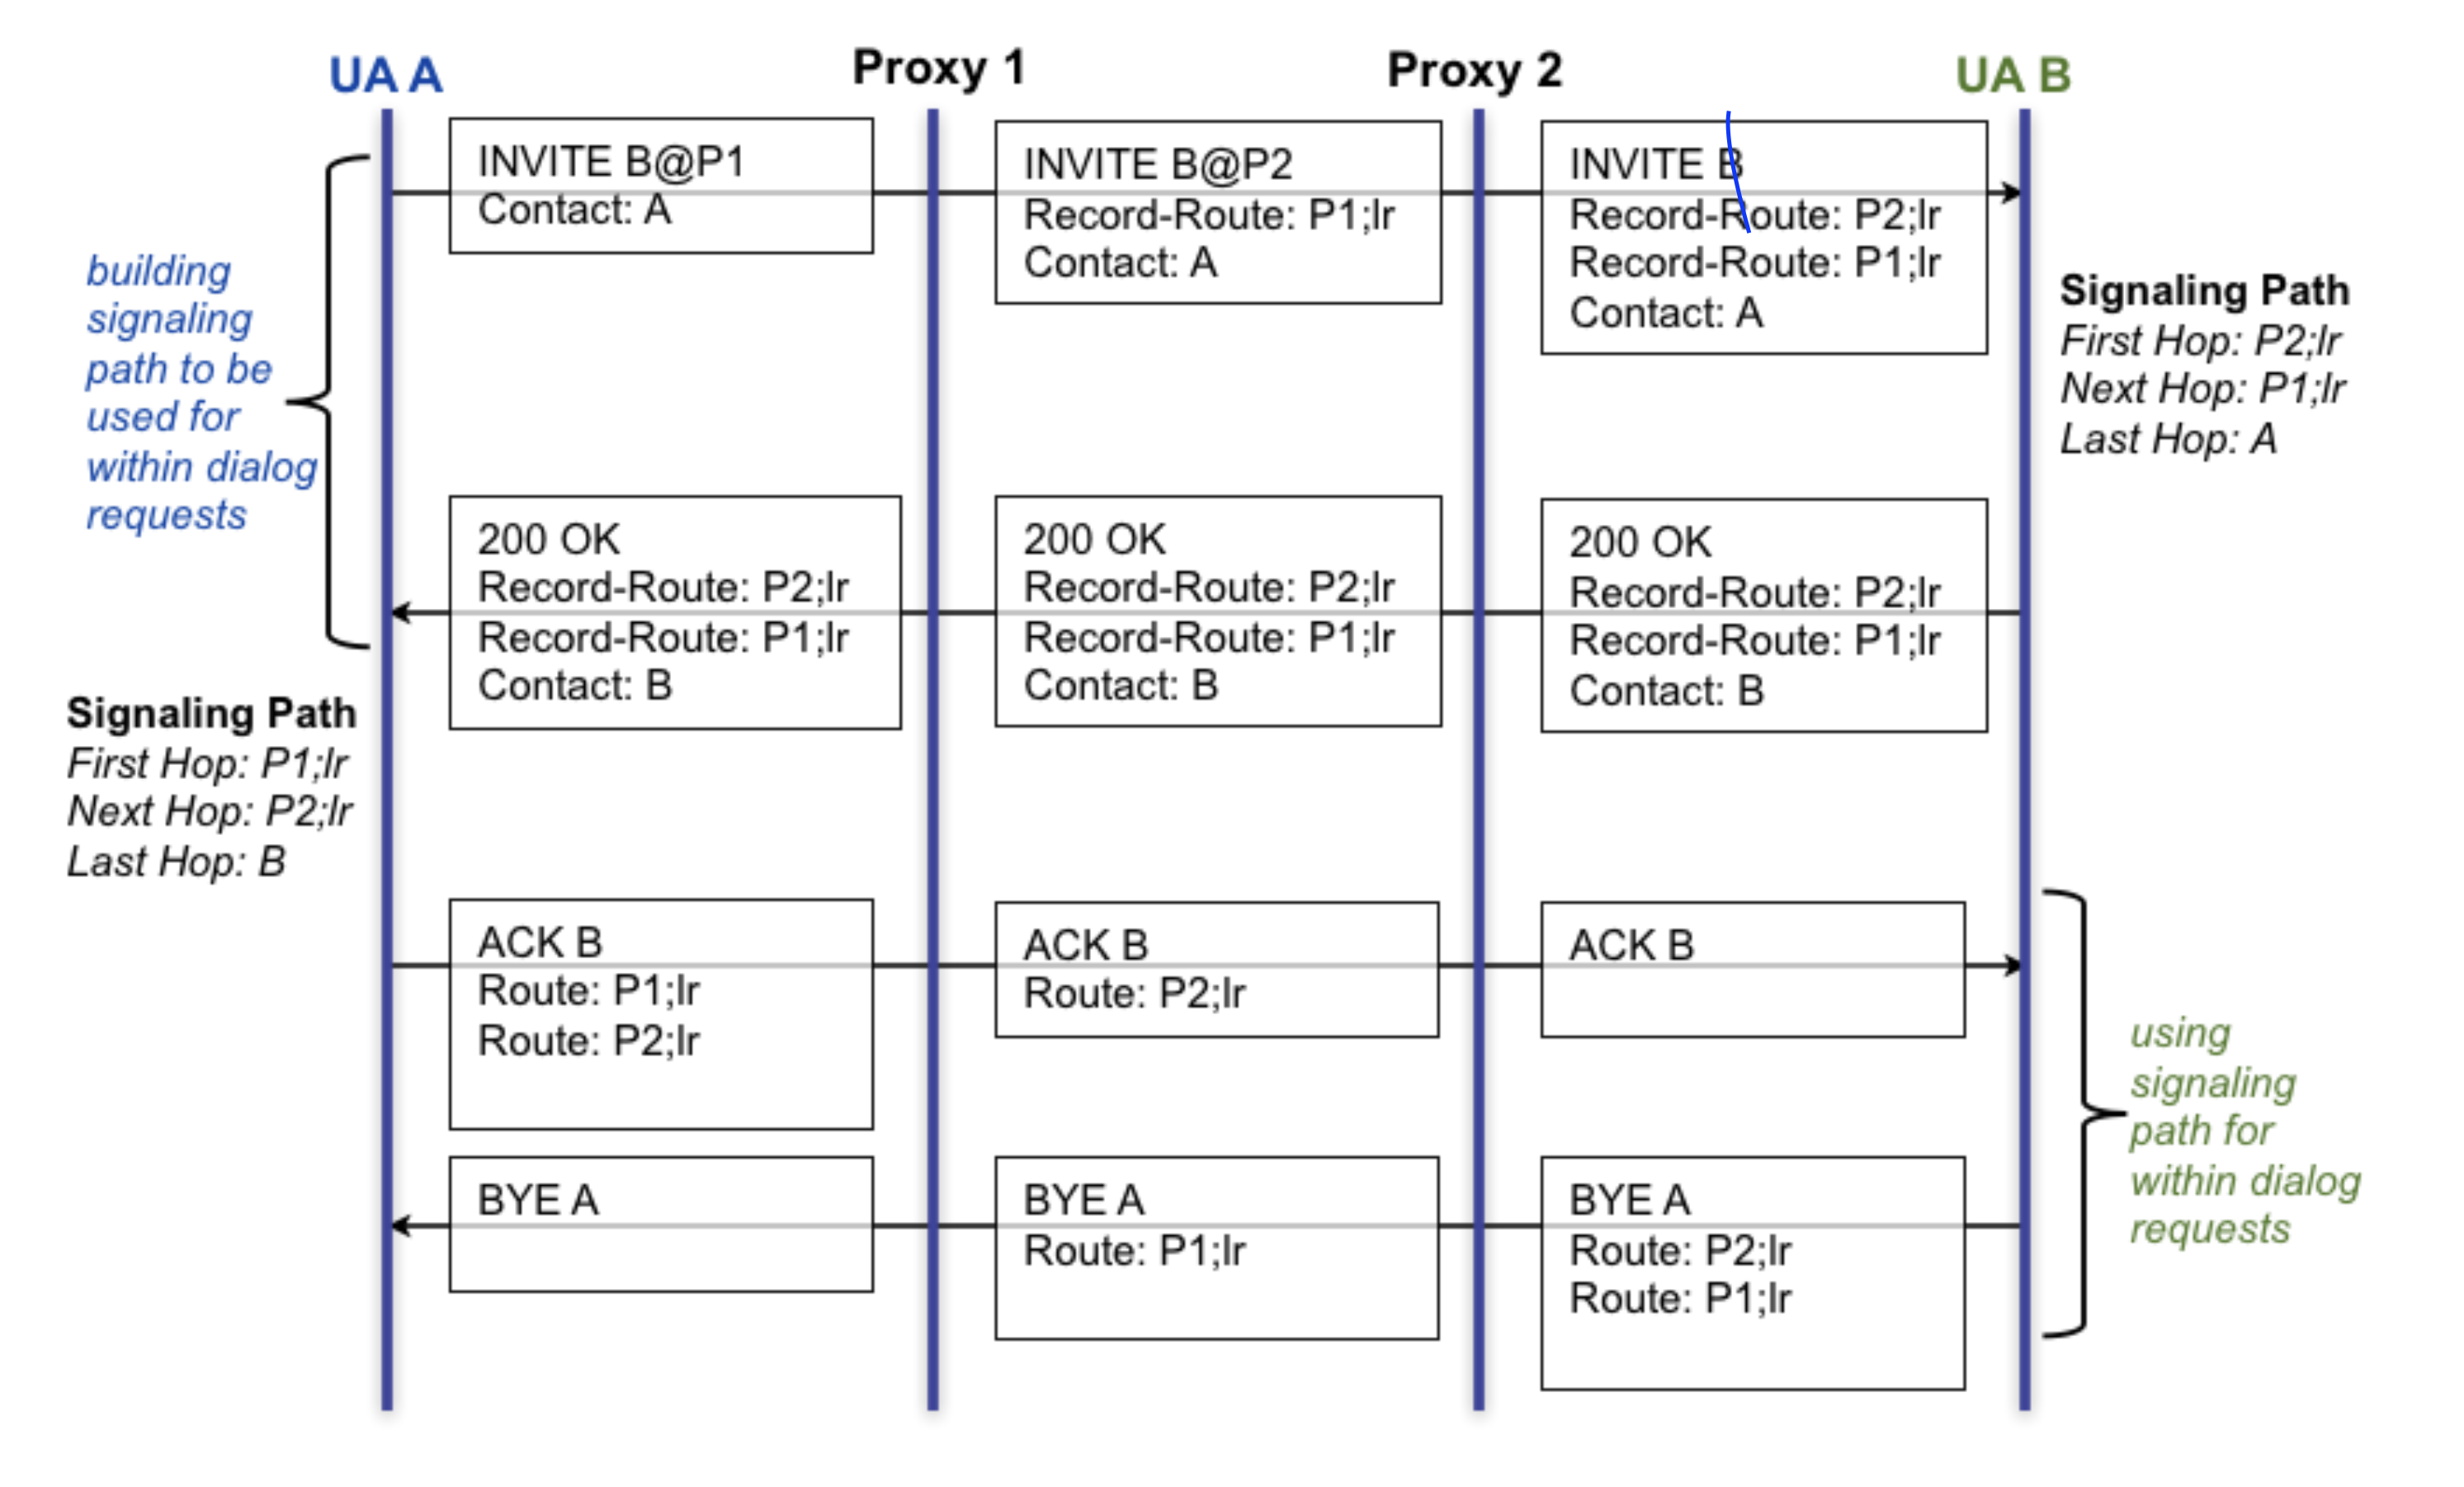 UA A
Proxy 1
Proxy 2
UA B
INVITE B@P1
Contact: A
INVITE B@P2
Record-Route: P1;lr
Contact: A
INVITE B
Record-Route: P2;lr
Record-Route: P1;lr
Contact: A
building
signaling
path to be
used for
within dialog
requests
Signaling Path
First Hop: P2;lr
Next Hop: P1;lr
Last Hop: A
200 OK
Record-Route: P2;lr
Record-Route: P1;lr
Contact: B
200 OK
Record-Route: P2;lr
Record-Route: P1;lr
Contact: B
200 OK
Record-Route: P2;lr
Record-Route: P1;lr
Contact: B
Signaling Path
First Hop: P1;lr
Next Hop: P2;lr
Last Hop: B
ACK B
Route: P1;lr
Route: P2;lr
ACK B
Route: P2;lr
ACK B
using
signaling
path for
within dialog
requests
BYE A
BYE A
Route: P1;lr
BYE A
Route: P2;lr
Route: P1;lr